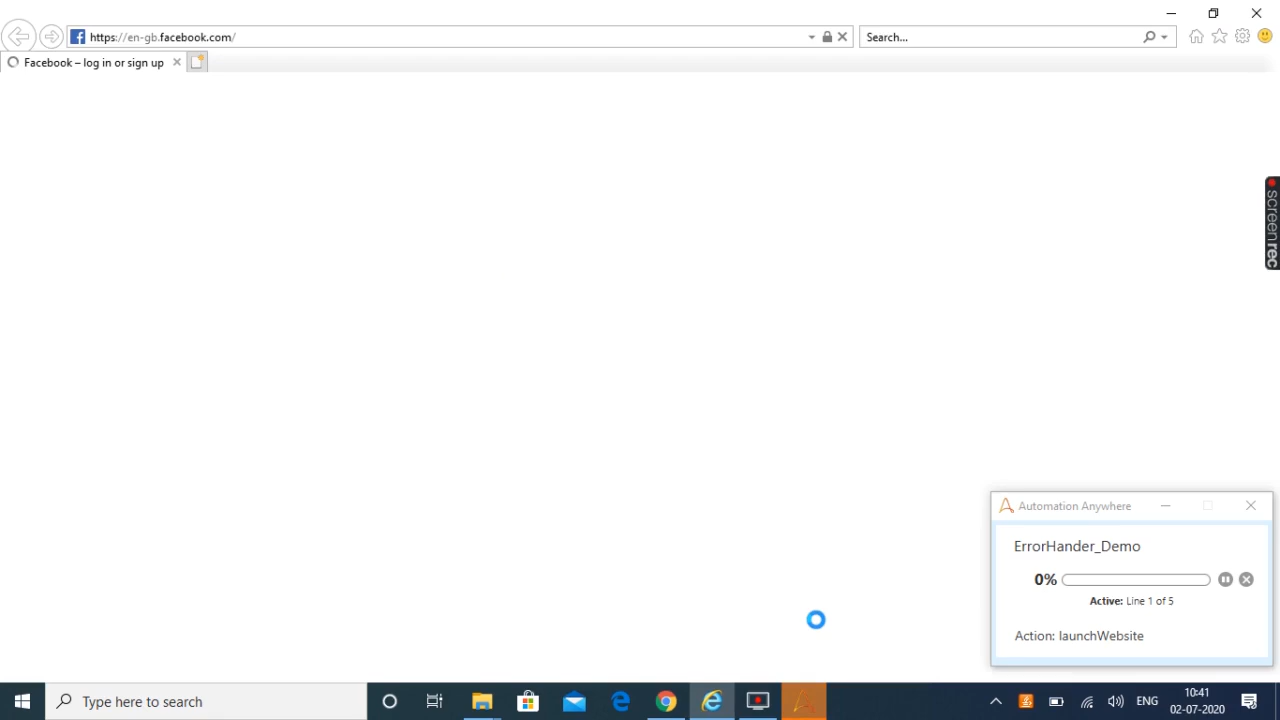 https://en-gb.facebook.com/
Search...
Facebook – log in or sign up
screenrec
Automation Anywhere
ErrorHander_Demo
0%
Active: Line 1 of 5
Action: launchWebsite
Type here to search
ENG
10:41
02-07-2020